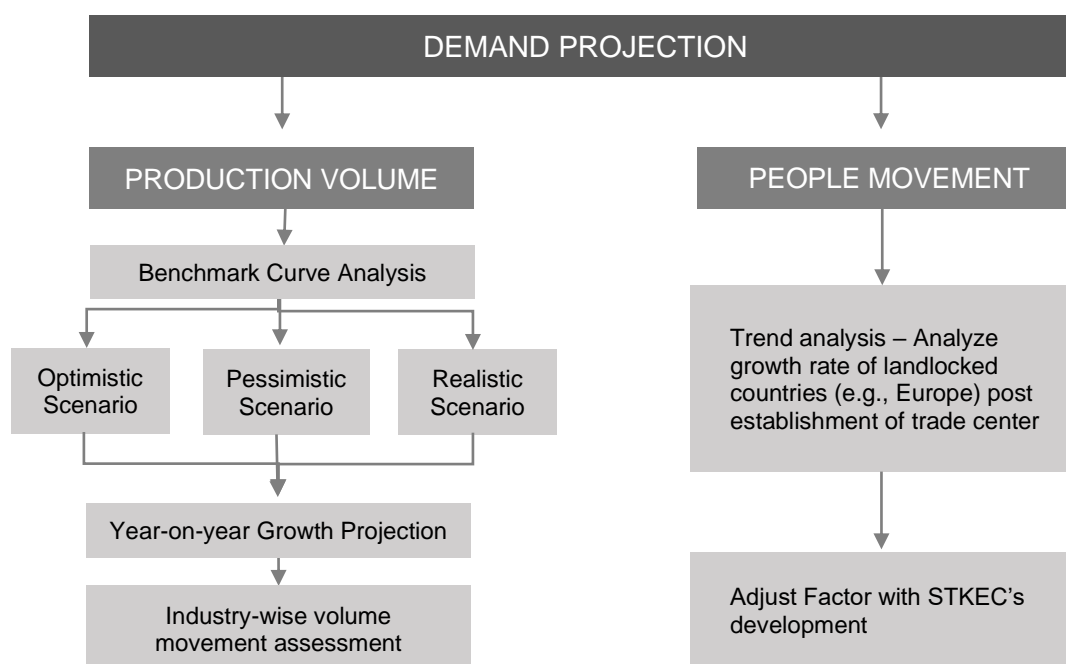 DEMAND PROJECTION
PRODUCTION VOLUME
PEOPLE MOVEMENT
Benchmark Curve Analysis
Optimistic
Scenario
Pessimistic
Scenario
Realistic
Scenario
Year-on-year Growth Projection
Industry-wise volume
movement assessment
Trend analysis – Analyze
growth rate of landlocked
countries (e.g., Europe) post
establishment of trade center
Adjust Factor with STKEC’s
development